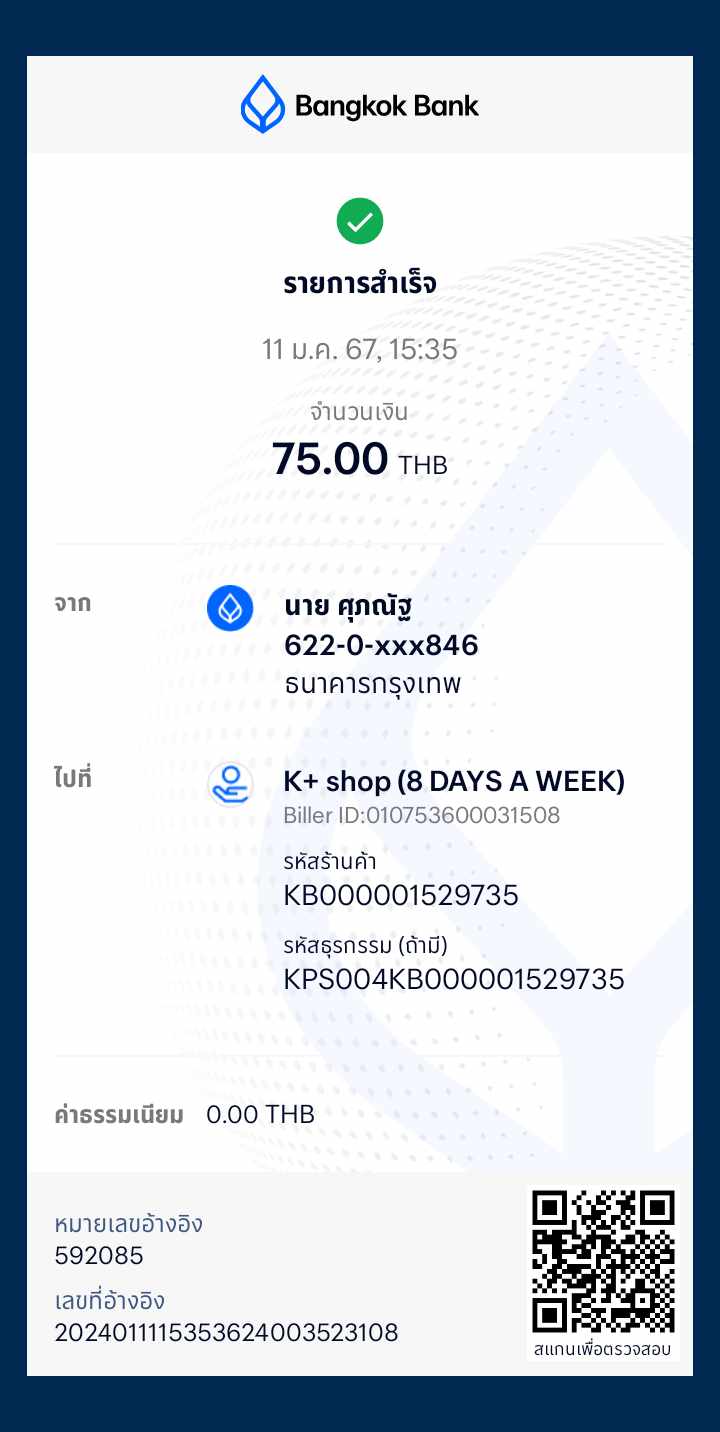 Bangkok Bank
รายการสำเร็จ
11 ม.ค. 67, 15:35
จำนวนเงิน
75.00 THB
จาก
นาย ศุภณัฐ
622-0-xxx846
ธนาคารกรุงเทพ
ไปที่
K+ shop (8 DAYS A WEEK)
Biller ID:010753600031508
รหัสร้านค้า
KB000001529735
รหัสธุรกรรม (ถ้ามี)
KPS004KB000001529735
ค่าธรรมเนียม 0.00 THB
หมายเลขอ้างอิง
592085
เลขที่อ้างอิง
2024011115353624003523108
สแกนเพื่อตรวจสอบ